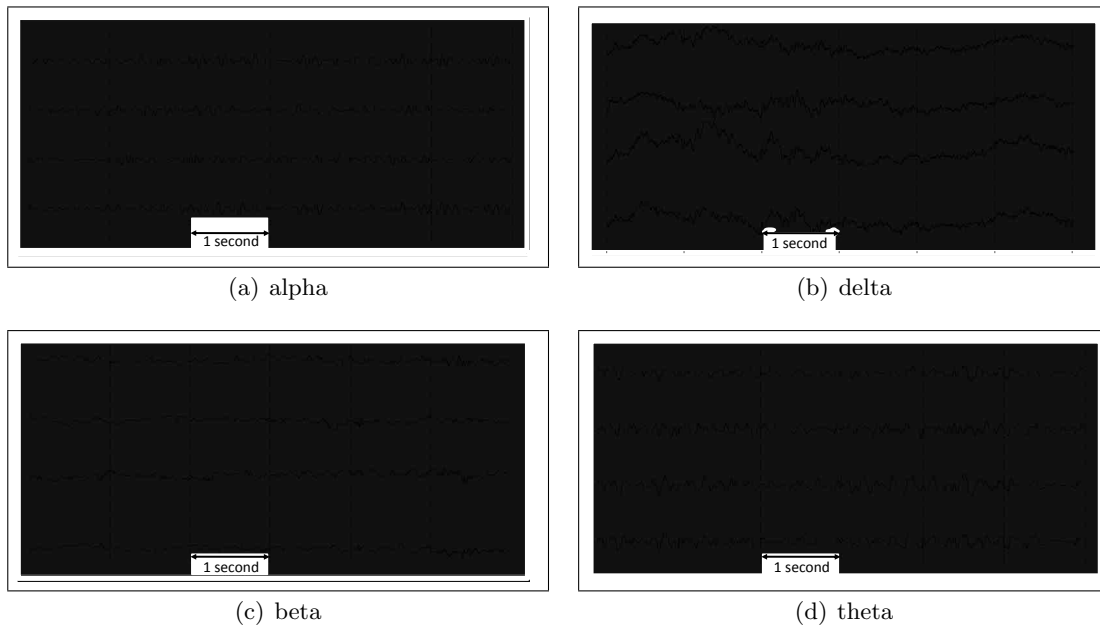 1 second
1 second
(a) alpha
(b) delta
1 second
1 second
(c) beta
(d) theta